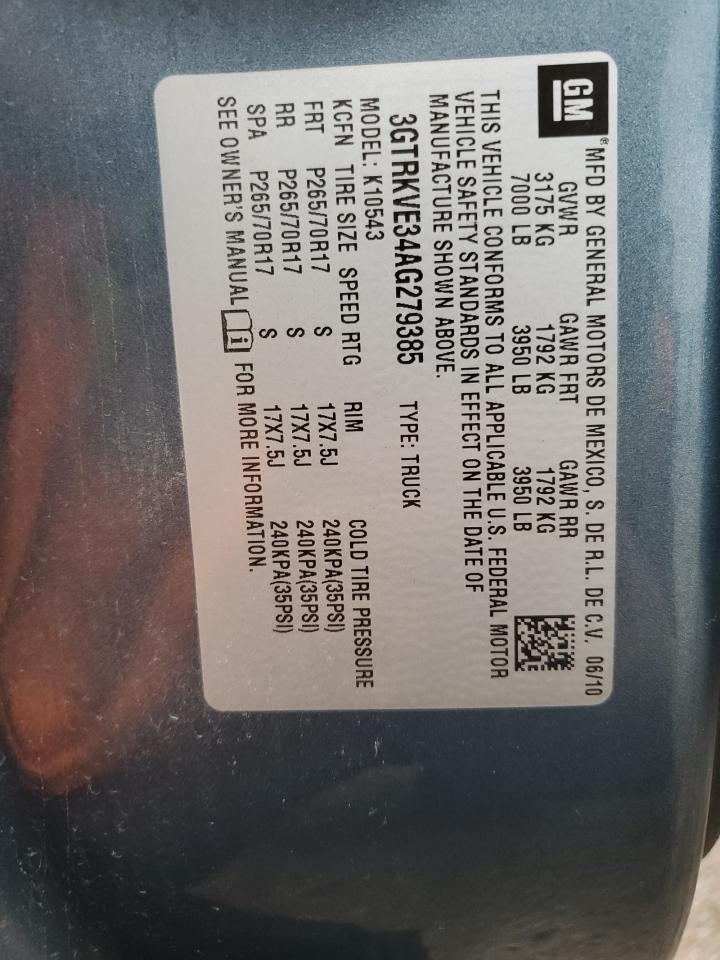 GM
® MFD BY GENERAL MOTORS DE MEXICO, S. DE R.L. DE C.V. 06/10
GVWR GAWR FRT GAWR RR
3175 KG 1792 KG 1792 KG
7000 LB 3950 LB 3950 LB
THIS VEHICLE CONFORMS TO ALL APPLICABLE U.S. FEDERAL MOTOR
VEHICLE SAFETY STANDARDS IN EFFECT ON THE DATE OF
MANUFACTURE SHOWN ABOVE.
3GTRKVE34AG279385 TYPE: TRUCK
MODEL: K10543
KCFN TIRE SIZE SPEED RTG RIM COLD TIRE PRESSURE
FRT P265/70R17 S 17X7.5J 240KPA(35PSI)
RR P265/70R17 S 17X7.5J 240KPA(35PSI)
SPA P265/70R17 S 17X7.5J 240KPA(35PSI)
SEE OWNER'S MANUAL i FOR MORE INFORMATION.